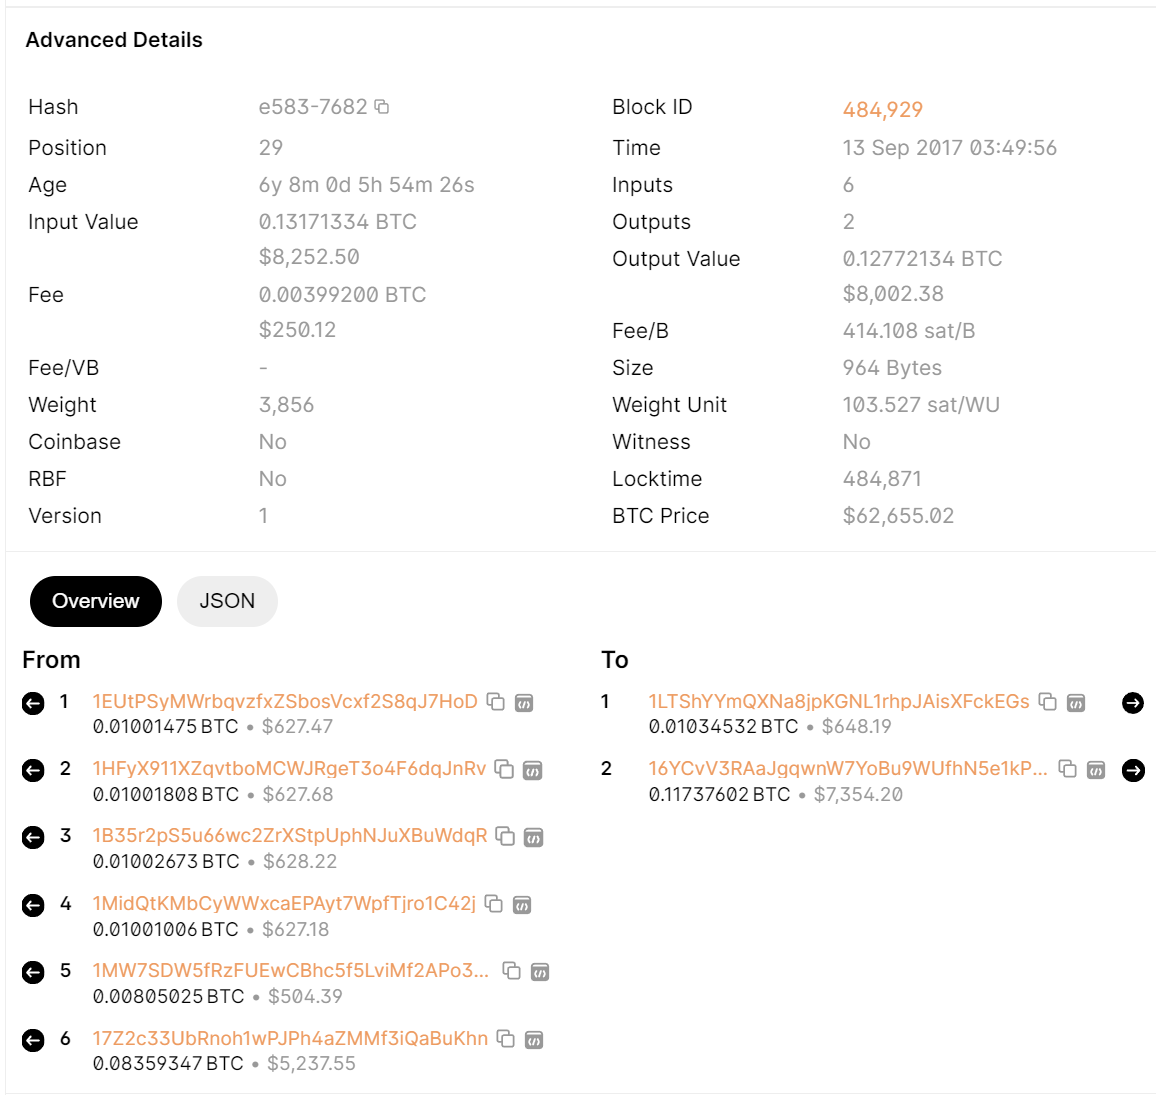 Advanced Details
Hash e583-7682
Block ID 484,929
Position 29
Time 13 Sep 2017 03:49:56
Age 6y 8m 0d 5h 54m 26s
Inputs 6
Input Value 0.13171334 BTC
$8,252.50
Outputs 2
Output Value 0.12772134 BTC
$8,002.38
Fee 0.00399200 BTC
$250.12
Fee/B 414.108 sat/B
Fee/VB -
Size 964 Bytes
Weight 3,856
Weight Unit 103.527 sat/WU
Coinbase No
Witness No
RBF No
Locktime 484,871
Version 1
BTC Price $62,655.02
Overview JSON
From
1 1EUtPSyMWrbqvzfxZSbosVcxf2S8qJ7HoD
0.01001475 BTC • $627.47
2 1HFyX911XZqvtboMCWJRgeT3o4F6dqJnRv
0.01001808 BTC • $627.68
3 1B35r2pS5u66wc2ZrXStpUphNJuXBuWdqR
0.01002673 BTC • $628.22
4 1MidQtKMbCyWWxcaEPAyt7WpfTjro1C42j
0.01001006 BTC • $627.18
5 1MW7SDW5fRzFUEwCBhc5f5LviMf2APo3...
0.00805025 BTC • $504.39
6 17Z2c33UbRnoh1wPJPh4aZMMf3iQaBuKhn
0.08359347 BTC • $5,237.55
To
1 1LTShYYmQXNa8jpKGNL1rhpJAisXFckEGs
0.01034532 BTC • $648.19
2 16YCvV3RAaJgqwnW7YoBu9WUfhN5e1kP...
0.11737602 BTC • $7,354.20